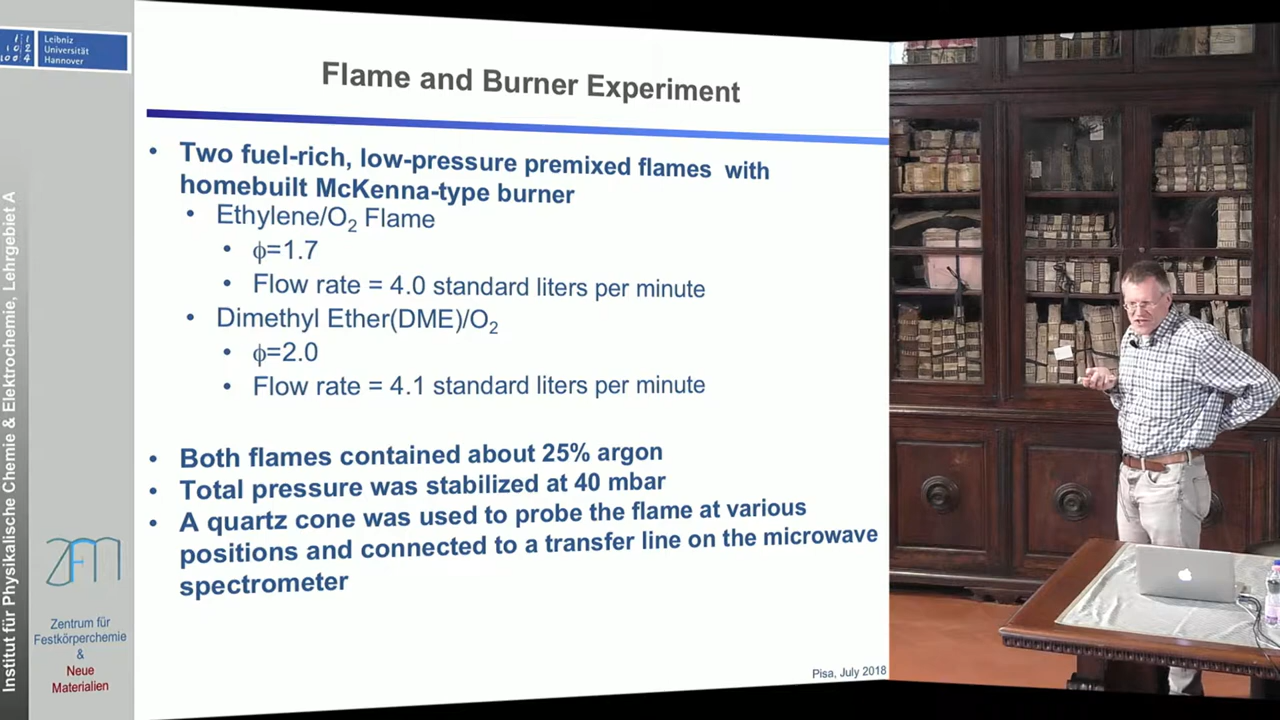 Leibniz
Universität
Hannover
Institut für Physikalische Chemie & Elektrochemie, Lehrgebiet A
Zentrum für
Festkörperchemie
&
Neue
Materialien
Flame and Burner Experiment
• Two fuel-rich, low-pressure premixed flames with
homebuilt McKenna-type burner
• Ethylene/O₂ Flame
• ϕ=1.7
• Flow rate = 4.0 standard liters per minute
• Dimethyl Ether(DME)/O₂
• ϕ=2.0
• Flow rate = 4.1 standard liters per minute
• Both flames contained about 25% argon
• Total pressure was stabilized at 40 mbar
• A quartz cone was used to probe the flame at various
positions and connected to a transfer line on the microwave
spectrometer
Pisa, July 2018